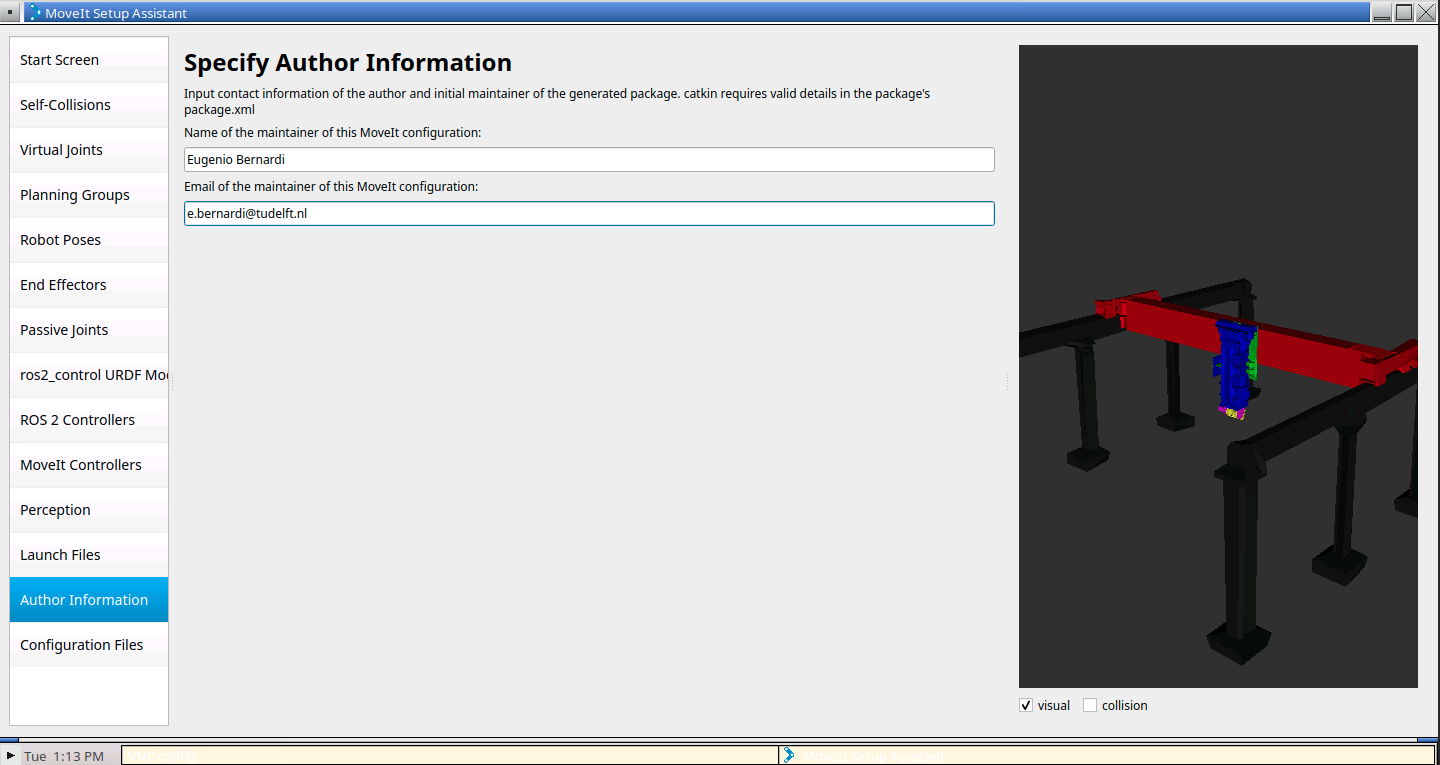 MoveIt Setup Assistant
Start Screen
Self-Collisions
Virtual Joints
Planning Groups
Robot Poses
End Effectors
Passive Joints
ros2_control URDF Mo
ROS 2 Controllers
MoveIt Controllers
Perception
Launch Files
Author Information
Configuration Files
Specify Author Information
Input contact information of the author and initial maintainer of the generated package. catkin requires valid details in the package's
package.xml
Name of the maintainer of this MoveIt configuration:
Eugenio Bernardi
Email of the maintainer of this MoveIt configuration:
e.bernardi@tudelft.nl
visual
collision
Tue 1:13 PM
MoveIt Setup Assistant